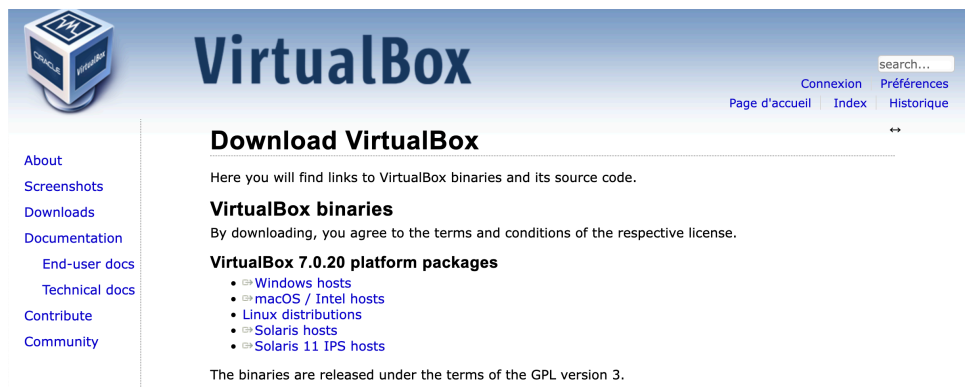 ORACLE
VirtualBox
VirtualBox
search...
Connexion Préférences
Page d'accueil Index Historique
Download VirtualBox
Here you will find links to VirtualBox binaries and its source code.
VirtualBox binaries
By downloading, you agree to the terms and conditions of the respective license.
VirtualBox 7.0.20 platform packages
Windows hosts
macOS / Intel hosts
Linux distributions
Solaris hosts
Solaris 11 IPS hosts
The binaries are released under the terms of the GPL version 3.
About
Screenshots
Downloads
Documentation
End-user docs
Technical docs
Contribute
Community